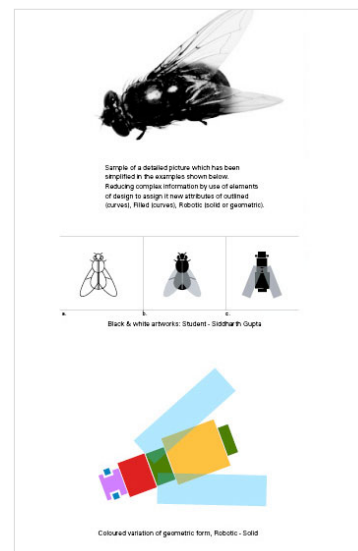 Sample of a detailed picture which has been
simplified in the examples shown below.
Reducing complex information by use of elements
of design to assign it new attributes of outlined
(curves), Filled (curves), Robotic (solid or geometric).
a. b. c.
Black & white artworks: Student - Siddharth Gupta
Coloured variation of geometric form, Robotic - Solid